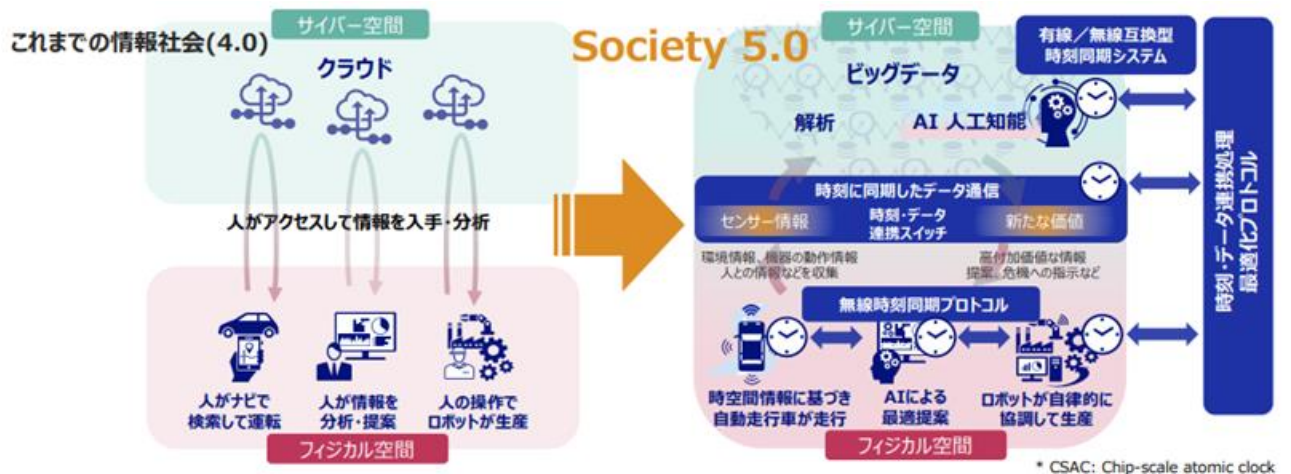 これまでの情報社会(4.0)
サイバー空間
クラウド
人がアクセスして情報を入手・分析
人がナビで
検索して運転
人が情報を
分析・提案
人の操作で
ロボットが生産
フィジカル空間
Society 5.0
サイバー空間
ビッグデータ
解析
AI 人工知能
有線／無線互換型
時刻同期システム
時刻に同期したデータ通信
センサー情報
時刻・データ
連携スイッチ
新たな価値
環境情報、機器の動作情報
人との情報などを収集
高付加価値な情報
提案、危機への指示など
無線時刻同期プロトコル
時空間情報に基づき
自動走行車が走行
AIによる
最適提案
ロボットが自律的に
協調して生産
フィジカル空間
時刻・データ連携処理
最適化プロトコル
* CSAC: Chip-scale atomic clock